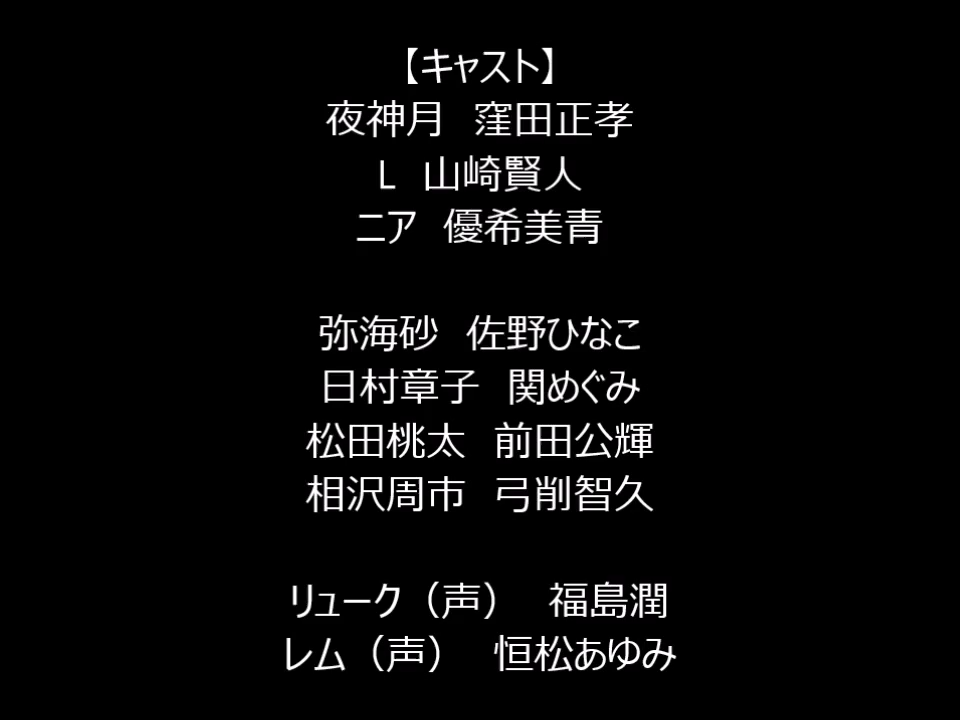 【キャスト】
夜神月　窪田正孝
L　山崎賢人
ニア　優希美青
弥海砂　佐野ひなこ
日村章子　関めぐみ
松田桃太　前田公輝
相沢周市　弓削智久
リューク（声）　福島潤
レム（声）　恒松あゆみ